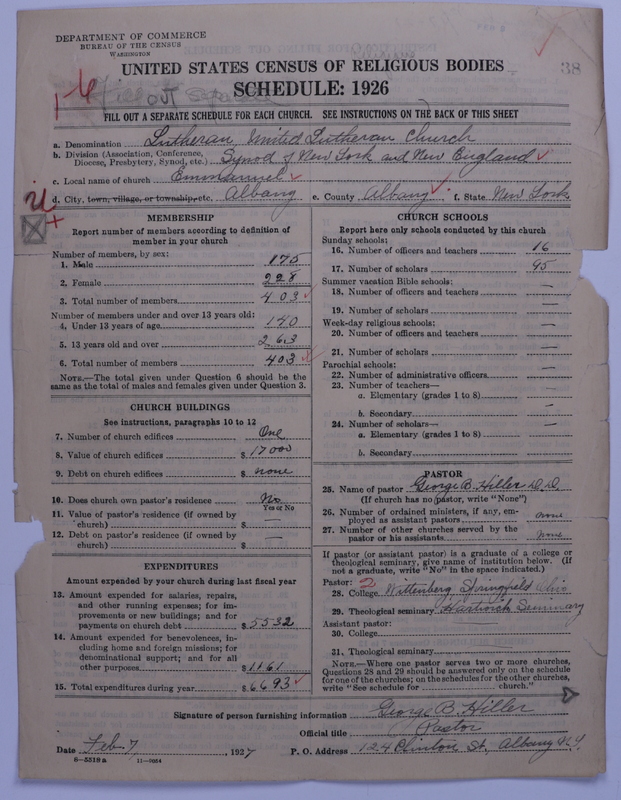 DEPARTMENT OF COMMERCE
BUREAU OF THE CENSUS
WASHINGTON
38
UNITED STATES CENSUS OF RELIGIOUS BODIES
SCHEDULE: 1926
Fill out separate
FILL OUT A SEPARATE SCHEDULE FOR EACH CHURCH. SEE INSTRUCTIONS ON THE BACK OF THIS SHEET
a. Denomination Lutheran, United Lutheran Church
b. Division (Association, Conference, Diocese, Presbytery, Synod, etc.) Synod of New York and New England
c. Local name of church Emmanuel
d. City, town, village, or township, etc. Albany e. County Albany f. State New York
MEMBERSHIP
Report number of members according to definition of
member in your church
Number of members, by sex:
1. Male 175
2. Female 228
3. Total number of members 403
Number of members under and over 13 years old:
4. Under 13 years of age 140
5. 13 years old and over 263
6. Total number of members 403
NOTE.—The total given under Question 6 should be the
same as the total of males and females given under Question 3.
CHURCH BUILDINGS
See instructions, paragraphs 10 to 12
7. Number of church edifices One
8. Value of church edifices $17000
9. Debt on church edifices $none
10. Does church own pastor's residence No
Yes or No
11. Value of pastor's residence (if owned by
church) $ —
12. Debt on pastor's residence (if owned by
church) $ —
EXPENDITURES
Amount expended by your church during last fiscal year
13. Amount expended for salaries, repairs,
and other running expenses; for im-
provements or new buildings; and for
payments on church debt $5532
14. Amount expended for benevolences, in-
cluding home and foreign missions; for
denominational support; and for all
other purposes $1161
15. Total expenditures during year $6693
CHURCH SCHOOLS
Report here only schools conducted by this church
Sunday schools:
16. Number of officers and teachers 16
17. Number of scholars 95
Summer vacation Bible schools:
18. Number of officers and teachers —
19. Number of scholars —
Week-day religious schools:
20. Number of officers and teachers —
21. Number of scholars —
Parochial schools:
22. Number of administrative officers —
23. Number of teachers—
a. Elementary (grades 1 to 8) —
b. Secondary —
24. Number of scholars—
a. Elementary (grades 1 to 8) —
b. Secondary —
PASTOR
25. Name of pastor George B. Hiller D.D.
(If church has no pastor, write "None")
26. Number of ordained ministers, if any, em-
ployed as assistant pastors none
27. Number of other churches served by the
pastor or his assistants none
If pastor (or assistant pastor) is a graduate of a college or
theological seminary, give name of institution below. (If
not a graduate, write "No" in the space indicated.)
Pastor: 2
28. College Wittenberg Springfield Ohio
29. Theological seminary Hartwick Seminary
Assistant pastor:
30. College
31. Theological seminary
NOTE.—Where one pastor serves two or more churches,
Questions 28 and 29 should be answered only on the schedule
for one of the churches; on the schedules for the other churches,
write "See schedule for church."
Signature of person furnishing information George B. Hiller
Official title Pastor
Date Feb 7, 1927 P. O. Address 124 Clinton St, Albany N.Y.
6—5518a 11—9084